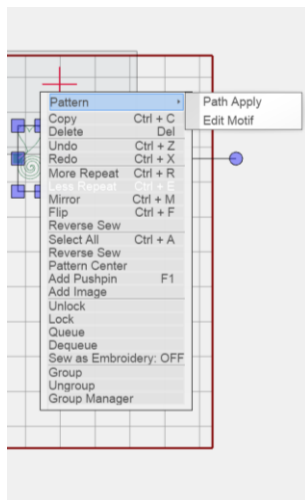 Pattern
Path Apply
Edit Motif
Copy Ctrl + C
Delete Del
Undo Ctrl + Z
Redo Ctrl + X
More Repeat Ctrl + R
Less Repeat Ctrl + E
Mirror Ctrl + M
Flip Ctrl + F
Reverse Sew
Select All Ctrl + A
Reverse Sew
Pattern Center
Add Pushpin F1
Add Image
Unlock
Lock
Queue
Dequeue
Sew as Embroidery: OFF
Group
Ungroup
Group Manager